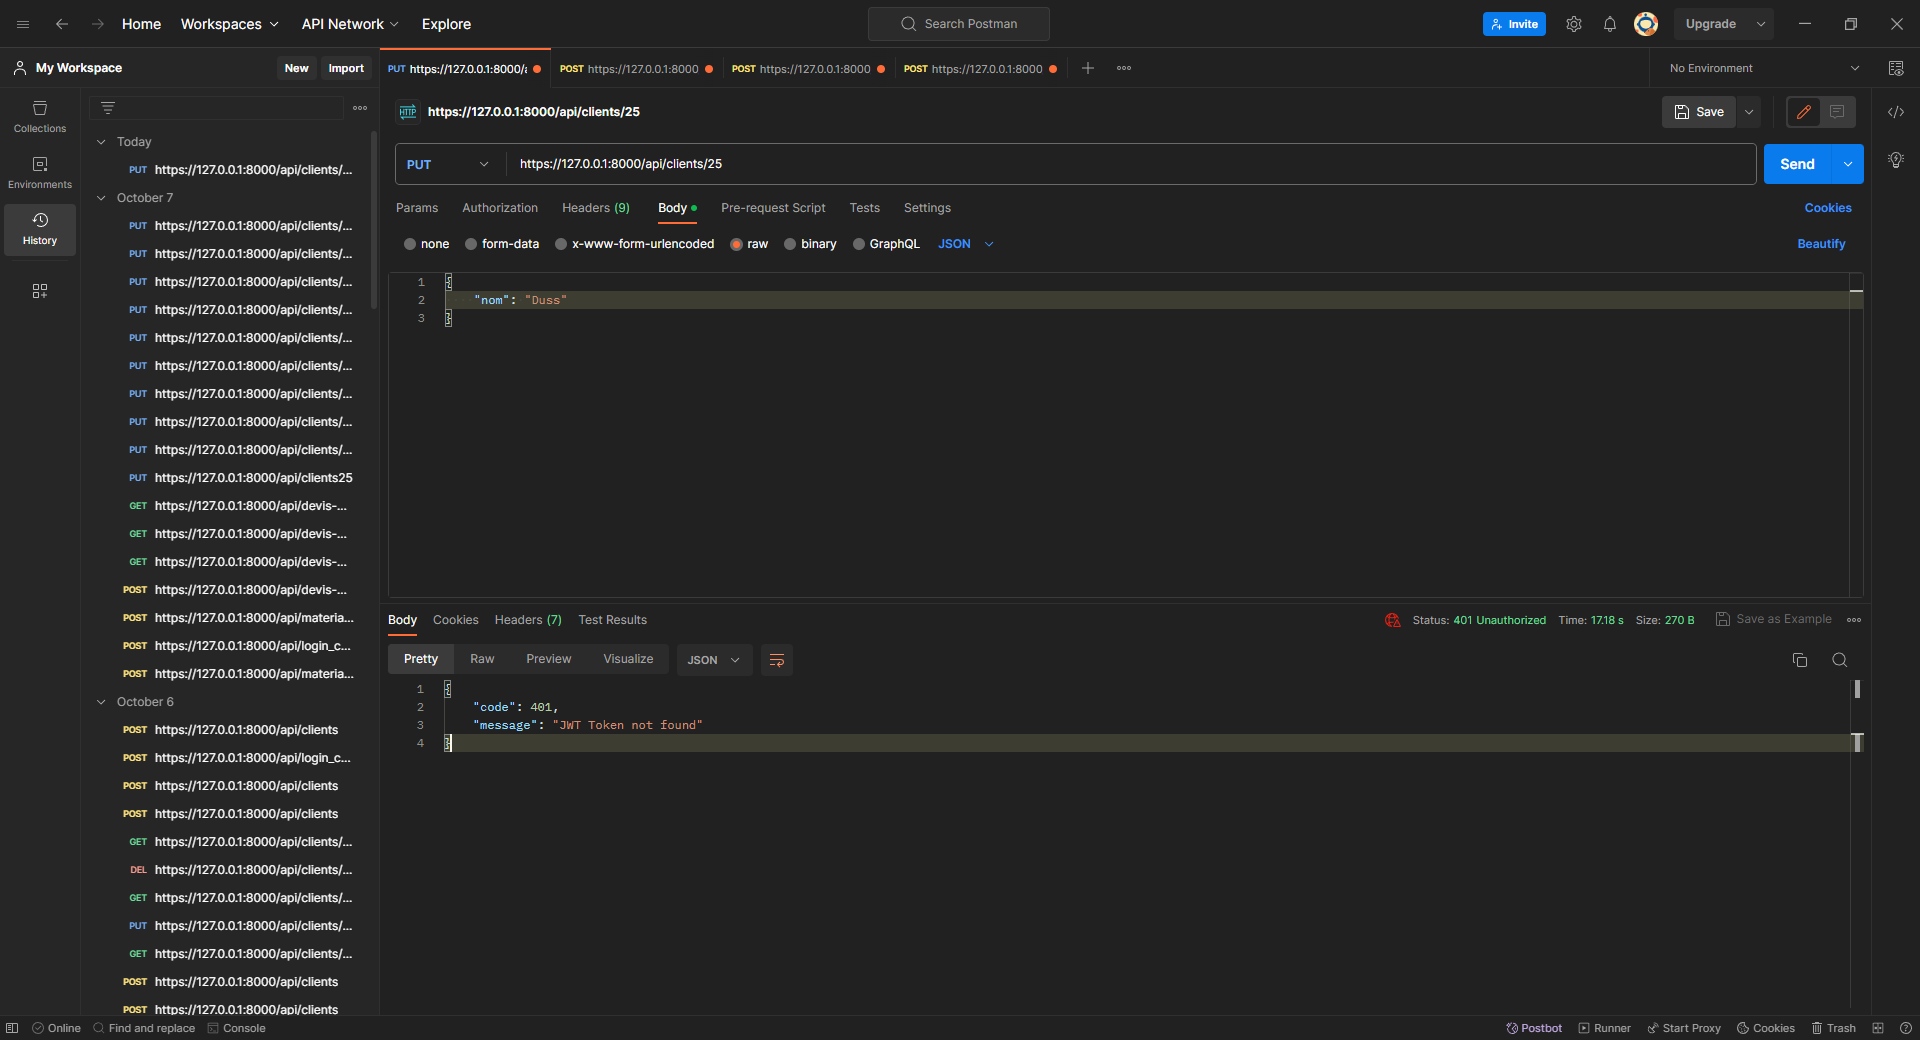 Home Workspaces API Network Explore Search Postman Invite Upgrade
My Workspace New Import PUT https://127.0.0.1:8000/a POST https://127.0.0.1:8000 POST https://127.0.0.1:8000 POST https://127.0.0.1:8000 No Environment
Collections
Environments
History
Today
PUT https://127.0.0.1:8000/api/clients/...
October 7
PUT https://127.0.0.1:8000/api/clients/...
PUT https://127.0.0.1:8000/api/clients/...
PUT https://127.0.0.1:8000/api/clients/...
PUT https://127.0.0.1:8000/api/clients/...
PUT https://127.0.0.1:8000/api/clients/...
PUT https://127.0.0.1:8000/api/clients/...
PUT https://127.0.0.1:8000/api/clients/...
PUT https://127.0.0.1:8000/api/clients/...
PUT https://127.0.0.1:8000/api/clients/...
PUT https://127.0.0.1:8000/api/clients25
GET https://127.0.0.1:8000/api/devis-...
GET https://127.0.0.1:8000/api/devis-...
GET https://127.0.0.1:8000/api/devis-...
POST https://127.0.0.1:8000/api/devis-...
POST https://127.0.0.1:8000/api/materia...
POST https://127.0.0.1:8000/api/login_c...
POST https://127.0.0.1:8000/api/materia...
October 6
POST https://127.0.0.1:8000/api/clients
POST https://127.0.0.1:8000/api/login_c...
POST https://127.0.0.1:8000/api/clients
POST https://127.0.0.1:8000/api/clients
GET https://127.0.0.1:8000/api/clients/...
DEL https://127.0.0.1:8000/api/clients/...
GET https://127.0.0.1:8000/api/clients/...
PUT https://127.0.0.1:8000/api/clients/...
GET https://127.0.0.1:8000/api/clients/...
POST https://127.0.0.1:8000/api/clients
POST https://127.0.0.1:8000/api/clients
HTTP https://127.0.0.1:8000/api/clients/25 Save
PUT https://127.0.0.1:8000/api/clients/25 Send
Params Authorization Headers (9) Body Pre-request Script Tests Settings Cookies
none form-data x-www-form-urlencoded raw binary GraphQL JSON Beautify
1 {
2 "nom": "Duss"
3 }
Body Cookies Headers (7) Test Results Status: 401 Unauthorized Time: 17.18 s Size: 270 B Save as Example
Pretty Raw Preview Visualize JSON
1 {
2 "code": 401,
3 "message": "JWT Token not found"
4 }
Online Find and replace Console Postbot Runner Start Proxy Cookies Trash